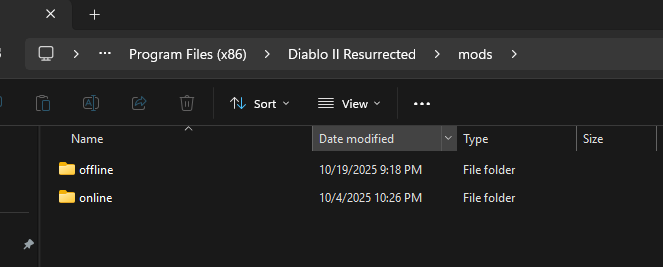 Program Files (x86) > Diablo II Resurrected > mods >
Sort View
Name Date modified Type Size
offline 10/19/2025 9:18 PM File folder
online 10/4/2025 10:26 PM File folder